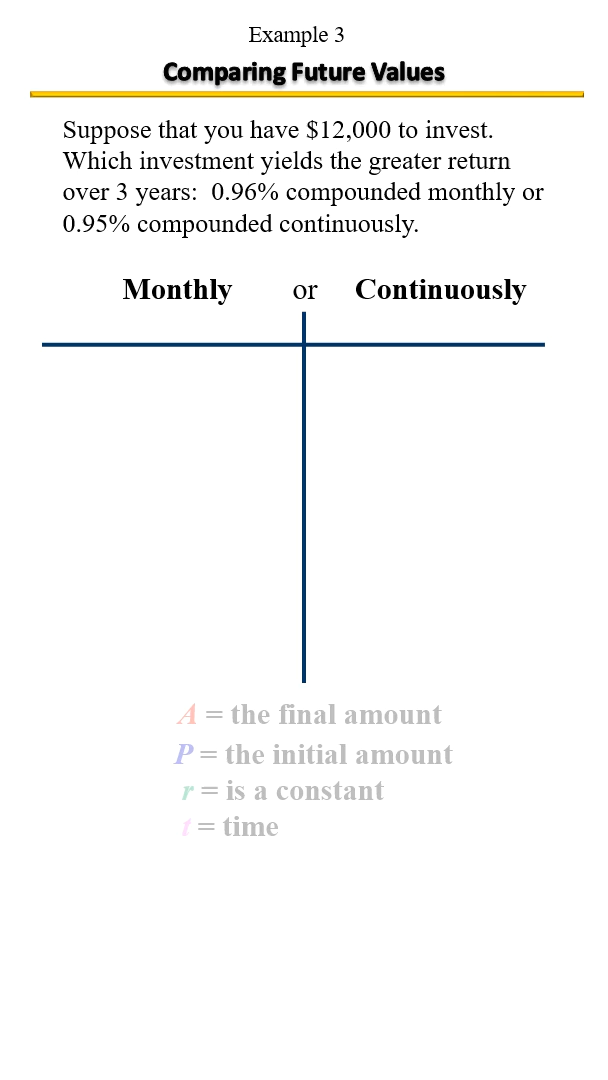 Example 3
Comparing Future Values
Suppose that you have $12,000 to invest.
Which investment yields the greater return
over 3 years:  0.96% compounded monthly or
0.95% compounded continuously.
Monthly or Continuously
A = the final amount
P = the initial amount
r = is a constant
t = time